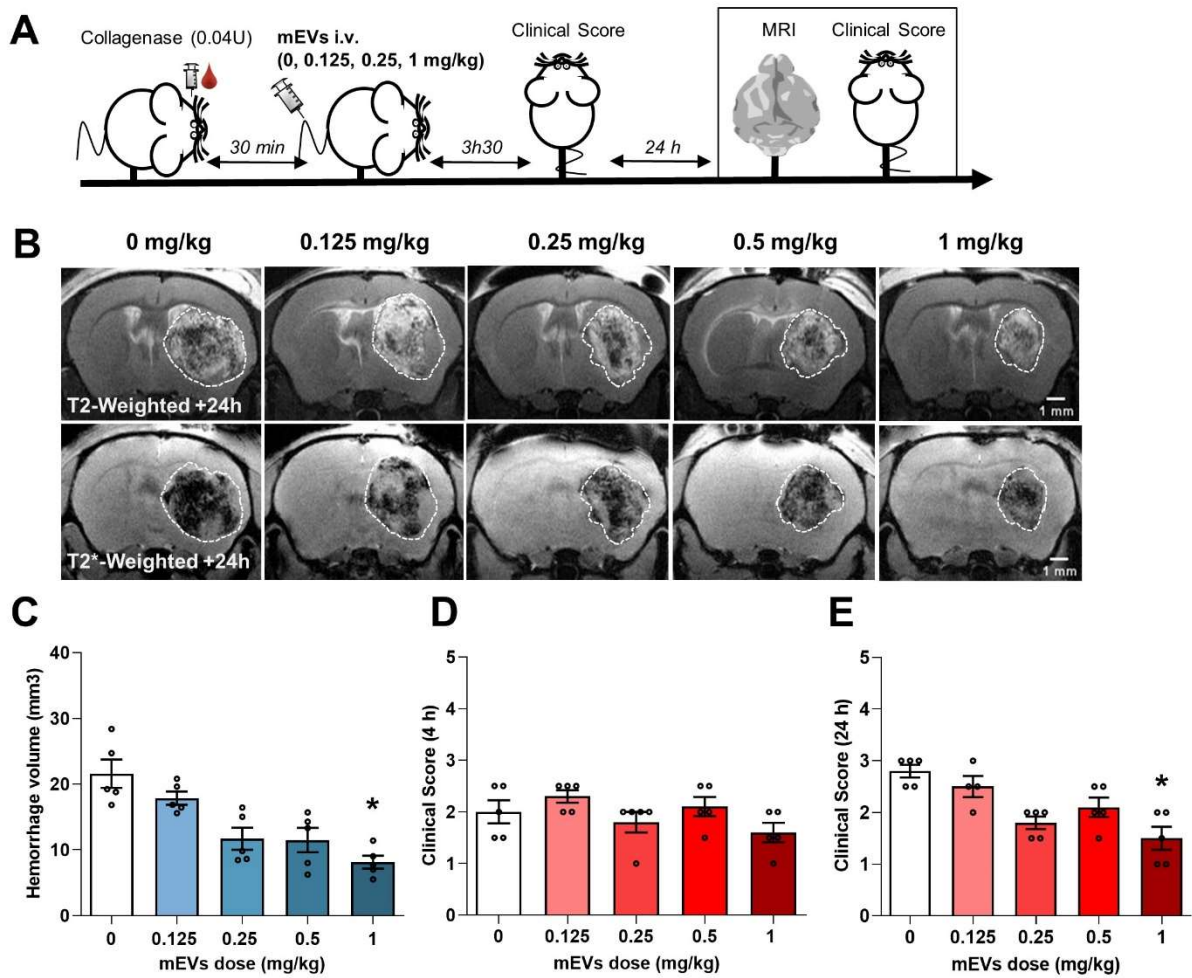 A
Collagenase (0.04U)
mEVs i.v.
(0, 0.125, 0.25, 1 mg/kg)
Clinical Score
MRI
Clinical Score
30 min
3h30
24 h
B
0 mg/kg
0.125 mg/kg
0.25 mg/kg
0.5 mg/kg
1 mg/kg
T2-Weighted +24h
1 mm
T2*-Weighted +24h
1 mm
C
Hemorrhage volume (mm3)
40
30
20
10
0
*
0 0.125 0.25 0.5 1
mEVs dose (mg/kg)
D
Clinical Score (4 h)
5
4
3
2
1
0
0 0.125 0.25 0.5 1
mEVs dose (mg/kg)
E
Clinical Score (24 h)
5
4
3
2
1
0
*
0 0.125 0.25 0.5 1
mEVs dose (mg/kg)